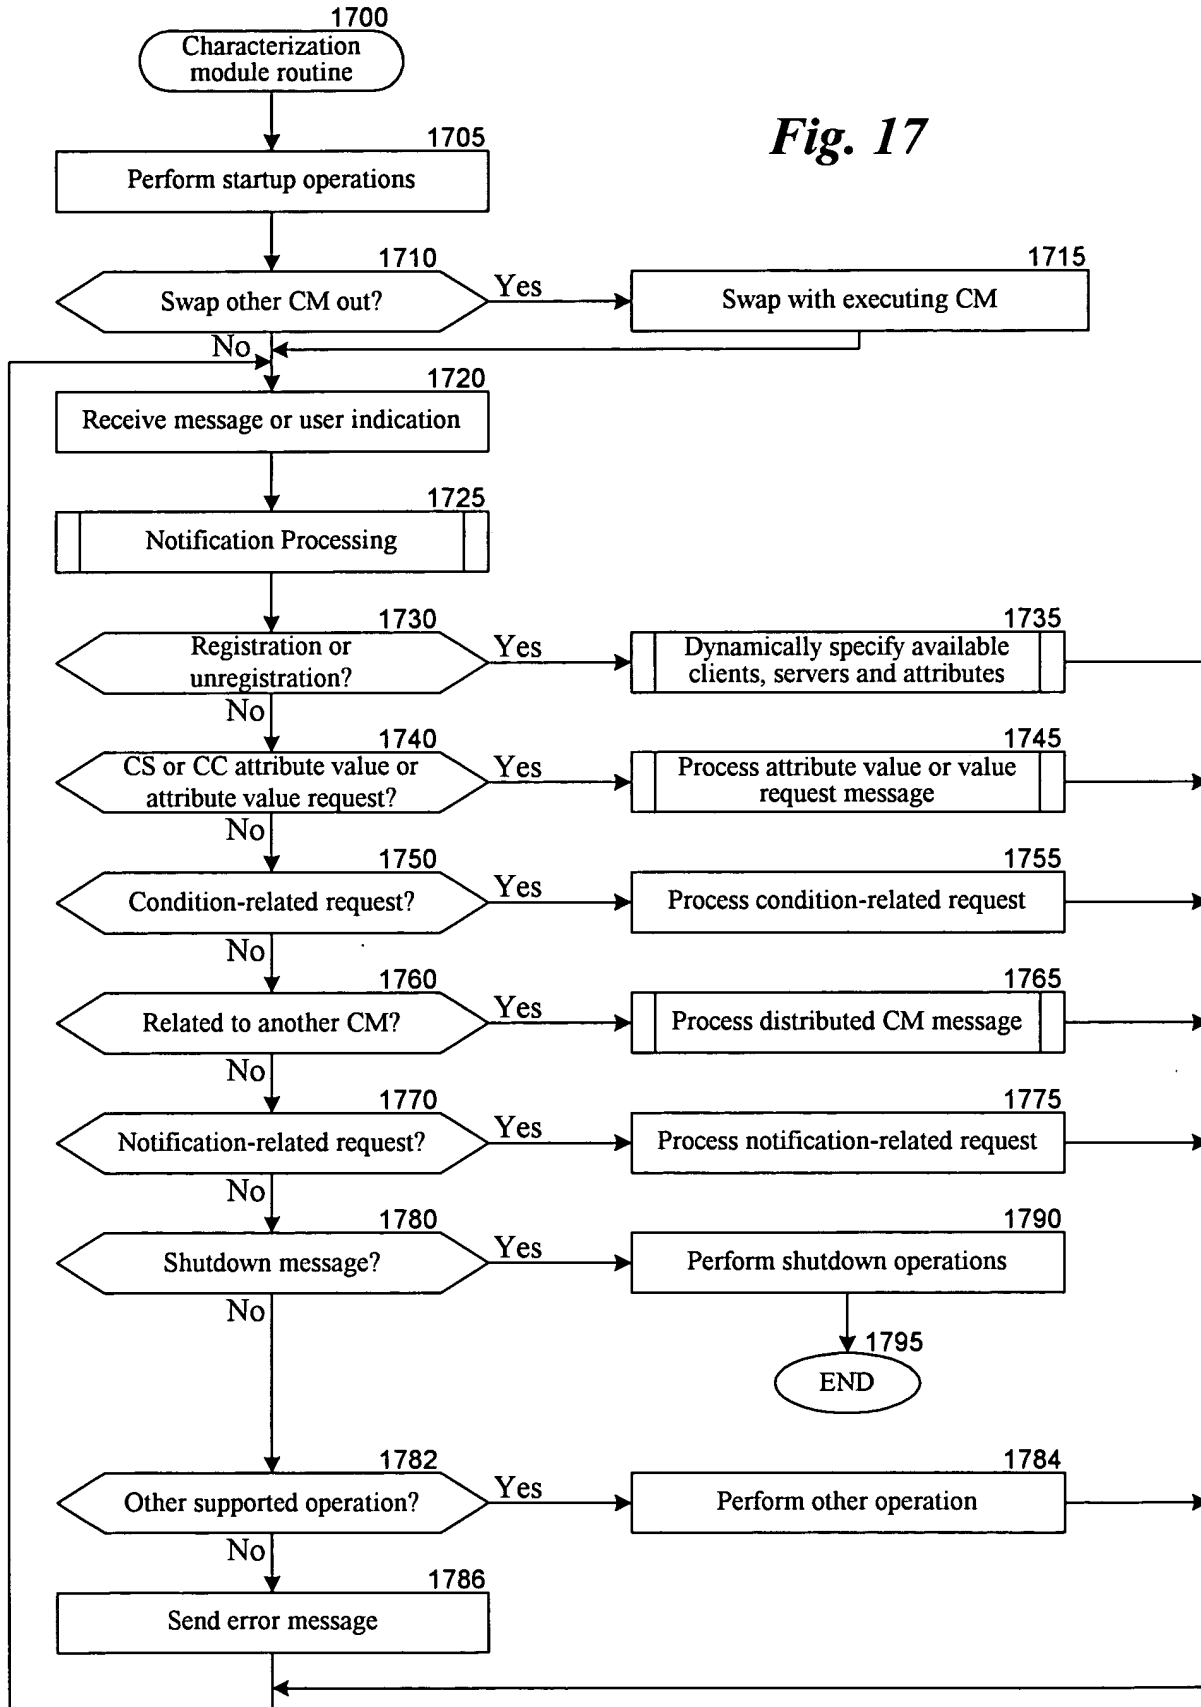 1700
Characterization
module routine
Fig. 17
1705
Perform startup operations
1710
Swap other CM out?
Yes
1715
Swap with executing CM
No
1720
Receive message or user indication
1725
Notification Processing
1730
Registration or
unregistration?
Yes
1735
Dynamically specify available
clients, servers and attributes
No
1740
CS or CC attribute value or
attribute value request?
Yes
1745
Process attribute value or value
request message
No
1750
Condition-related request?
Yes
1755
Process condition-related request
No
1760
Related to another CM?
Yes
1765
Process distributed CM message
No
1770
Notification-related request?
Yes
1775
Process notification-related request
No
1780
Shutdown message?
Yes
1790
Perform shutdown operations
No
1795
END
1782
Other supported operation?
Yes
1784
Perform other operation
No
1786
Send error message